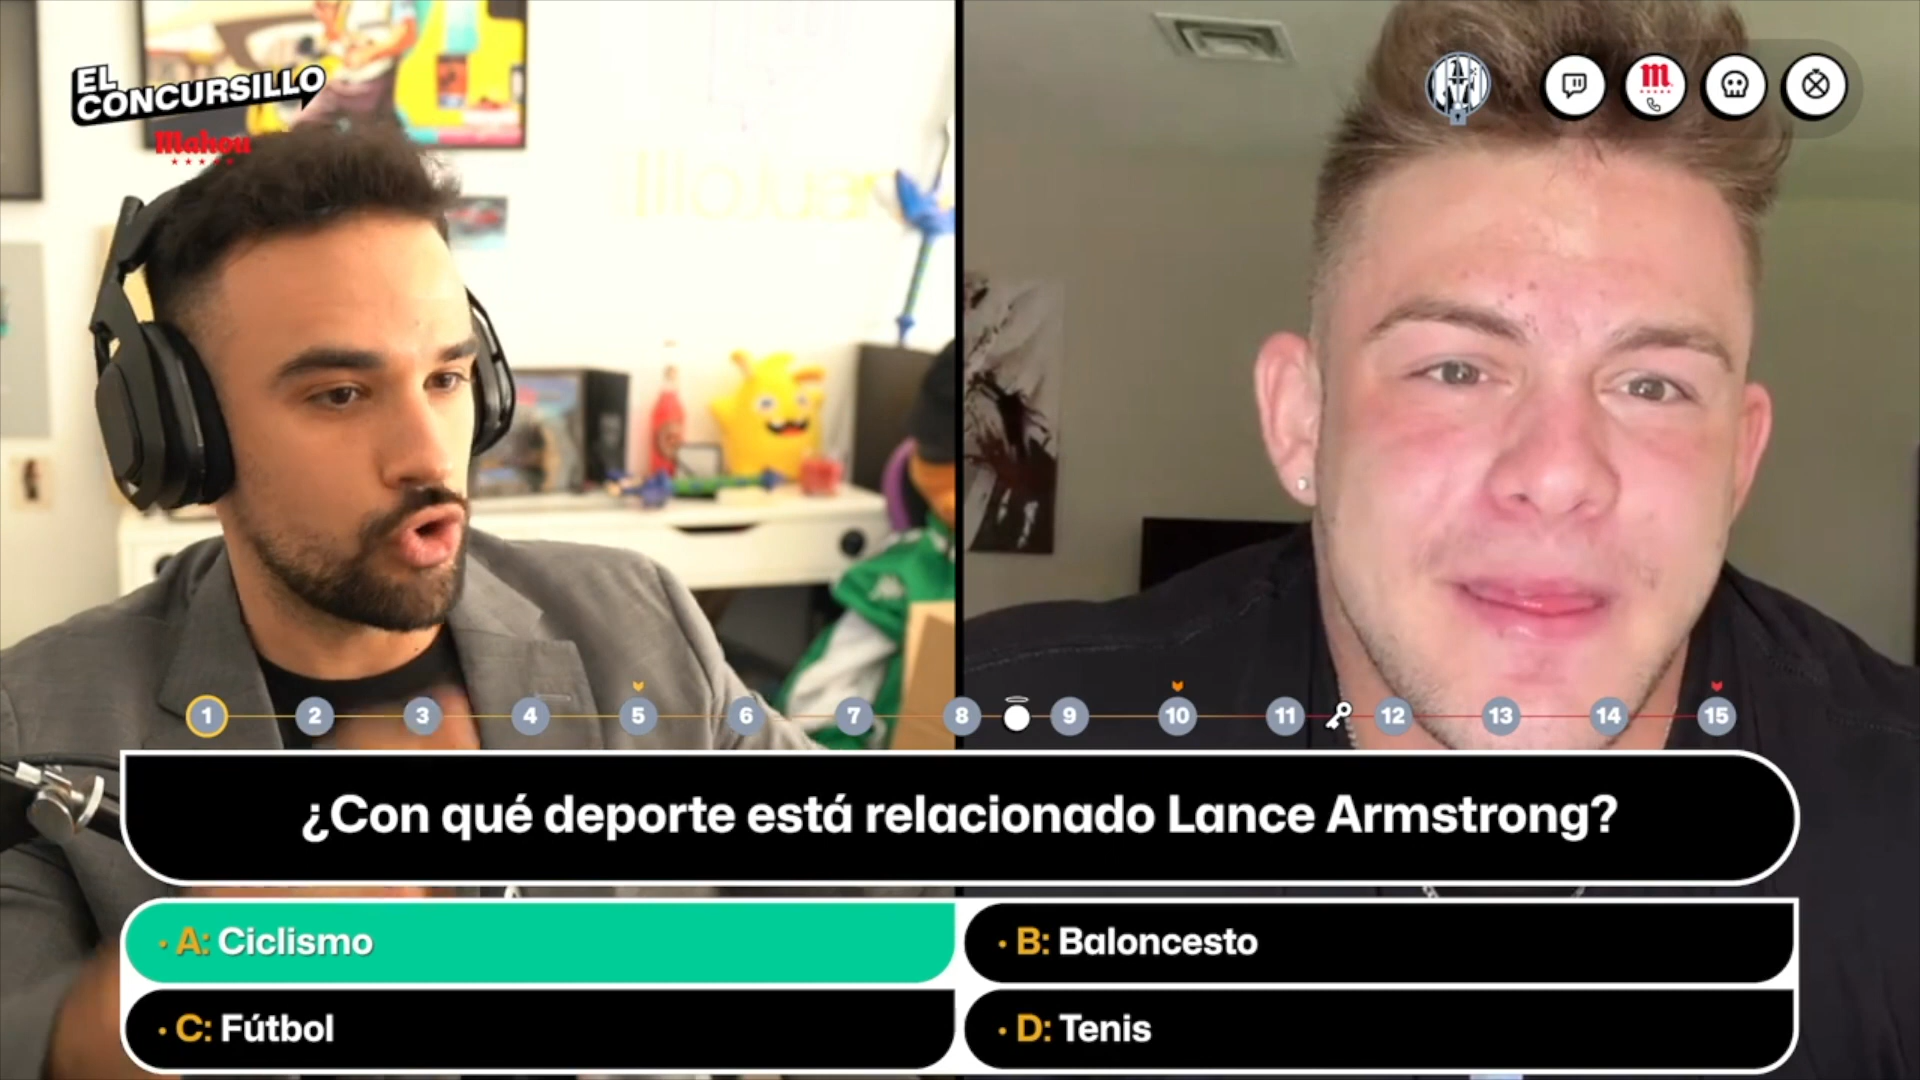 EL
CONCURSILLO
Mahou
1 2 3 4 5 6 7 8 9 10 11 12 13 14 15
¿Con qué deporte está relacionado Lance Armstrong?
· A: Ciclismo
· B: Baloncesto
· C: Fútbol
· D: Tenis